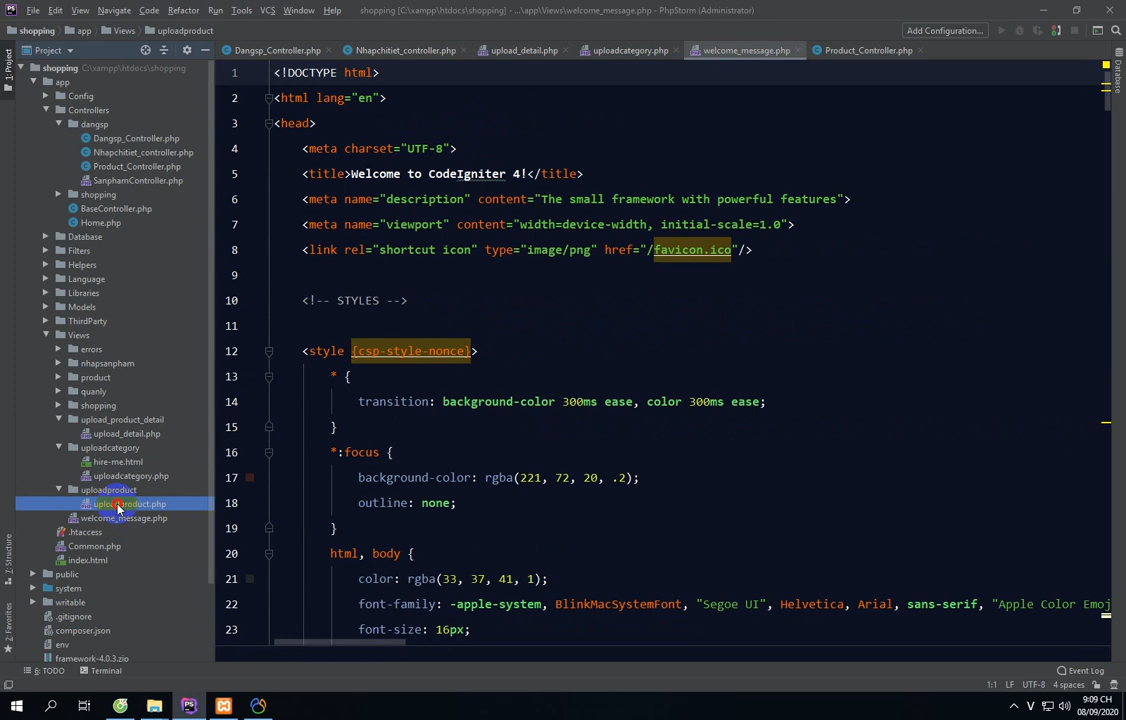 File Edit View Navigate Code Refactor Run Tools VCS Window Help shopping [C:\xampp\htdocs\shopping] - ...\app\Views\welcome_message.php - PhpStorm (Administrator)
shopping app Views uploadproduct Add Configuration...
Project Dangsp_Controller.php Nhapchitiet_controller.php upload_detail.php uploadcategory.php welcome_message.php Product_Controller.php
1: Project
7: Structure
2: Favorites
Database
shopping C:\xampp\htdocs\shopping
app
Config
Controllers
dangsp
Dangsp_Controller.php
Nhapchitiet_controller.php
Product_Controller.php
SanphamController.php
shopping
BaseController.php
Home.php
Database
Filters
Helpers
Language
Libraries
Models
ThirdParty
Views
errors
nhapsanpham
product
quanly
shopping
upload_product_detail
upload_detail.php
uploadcategory
hire-me.html
uploadcategory.php
uploadproduct
welcome_message.php
.htaccess
Common.php
index.html
public
system
writable
.gitignore
composer.json
env
framework-4.0.3.zip
1 <!DOCTYPE html>
2 <html lang="en">
3 <head>
4 <meta charset="UTF-8">
5 <title>Welcome to CodeIgniter 4!</title>
6 <meta name="description" content="The small framework with powerful features">
7 <meta name="viewport" content="width=device-width, initial-scale=1.0">
8 <link rel="shortcut icon" type="image/png" href="/favicon.ico"/>
9
10 <!-- STYLES -->
11
12 <style {csp-style-nonce}>
13 * {
14 transition: background-color 300ms ease, color 300ms ease;
15 }
16 *:focus {
17 background-color: rgba(221, 72, 20, .2);
18 outline: none;
19 }
20 html, body {
21 color: rgba(33, 37, 41, 1);
22 font-family: -apple-system, BlinkMacSystemFont, "Segoe UI", Helvetica, Arial, sans-serif, "Apple Color Emoj
23 font-size: 16px;
6: TODO Terminal Event Log
1:1 LF UTF-8 4 spaces
PS V 9:09 CH
08/09/2020